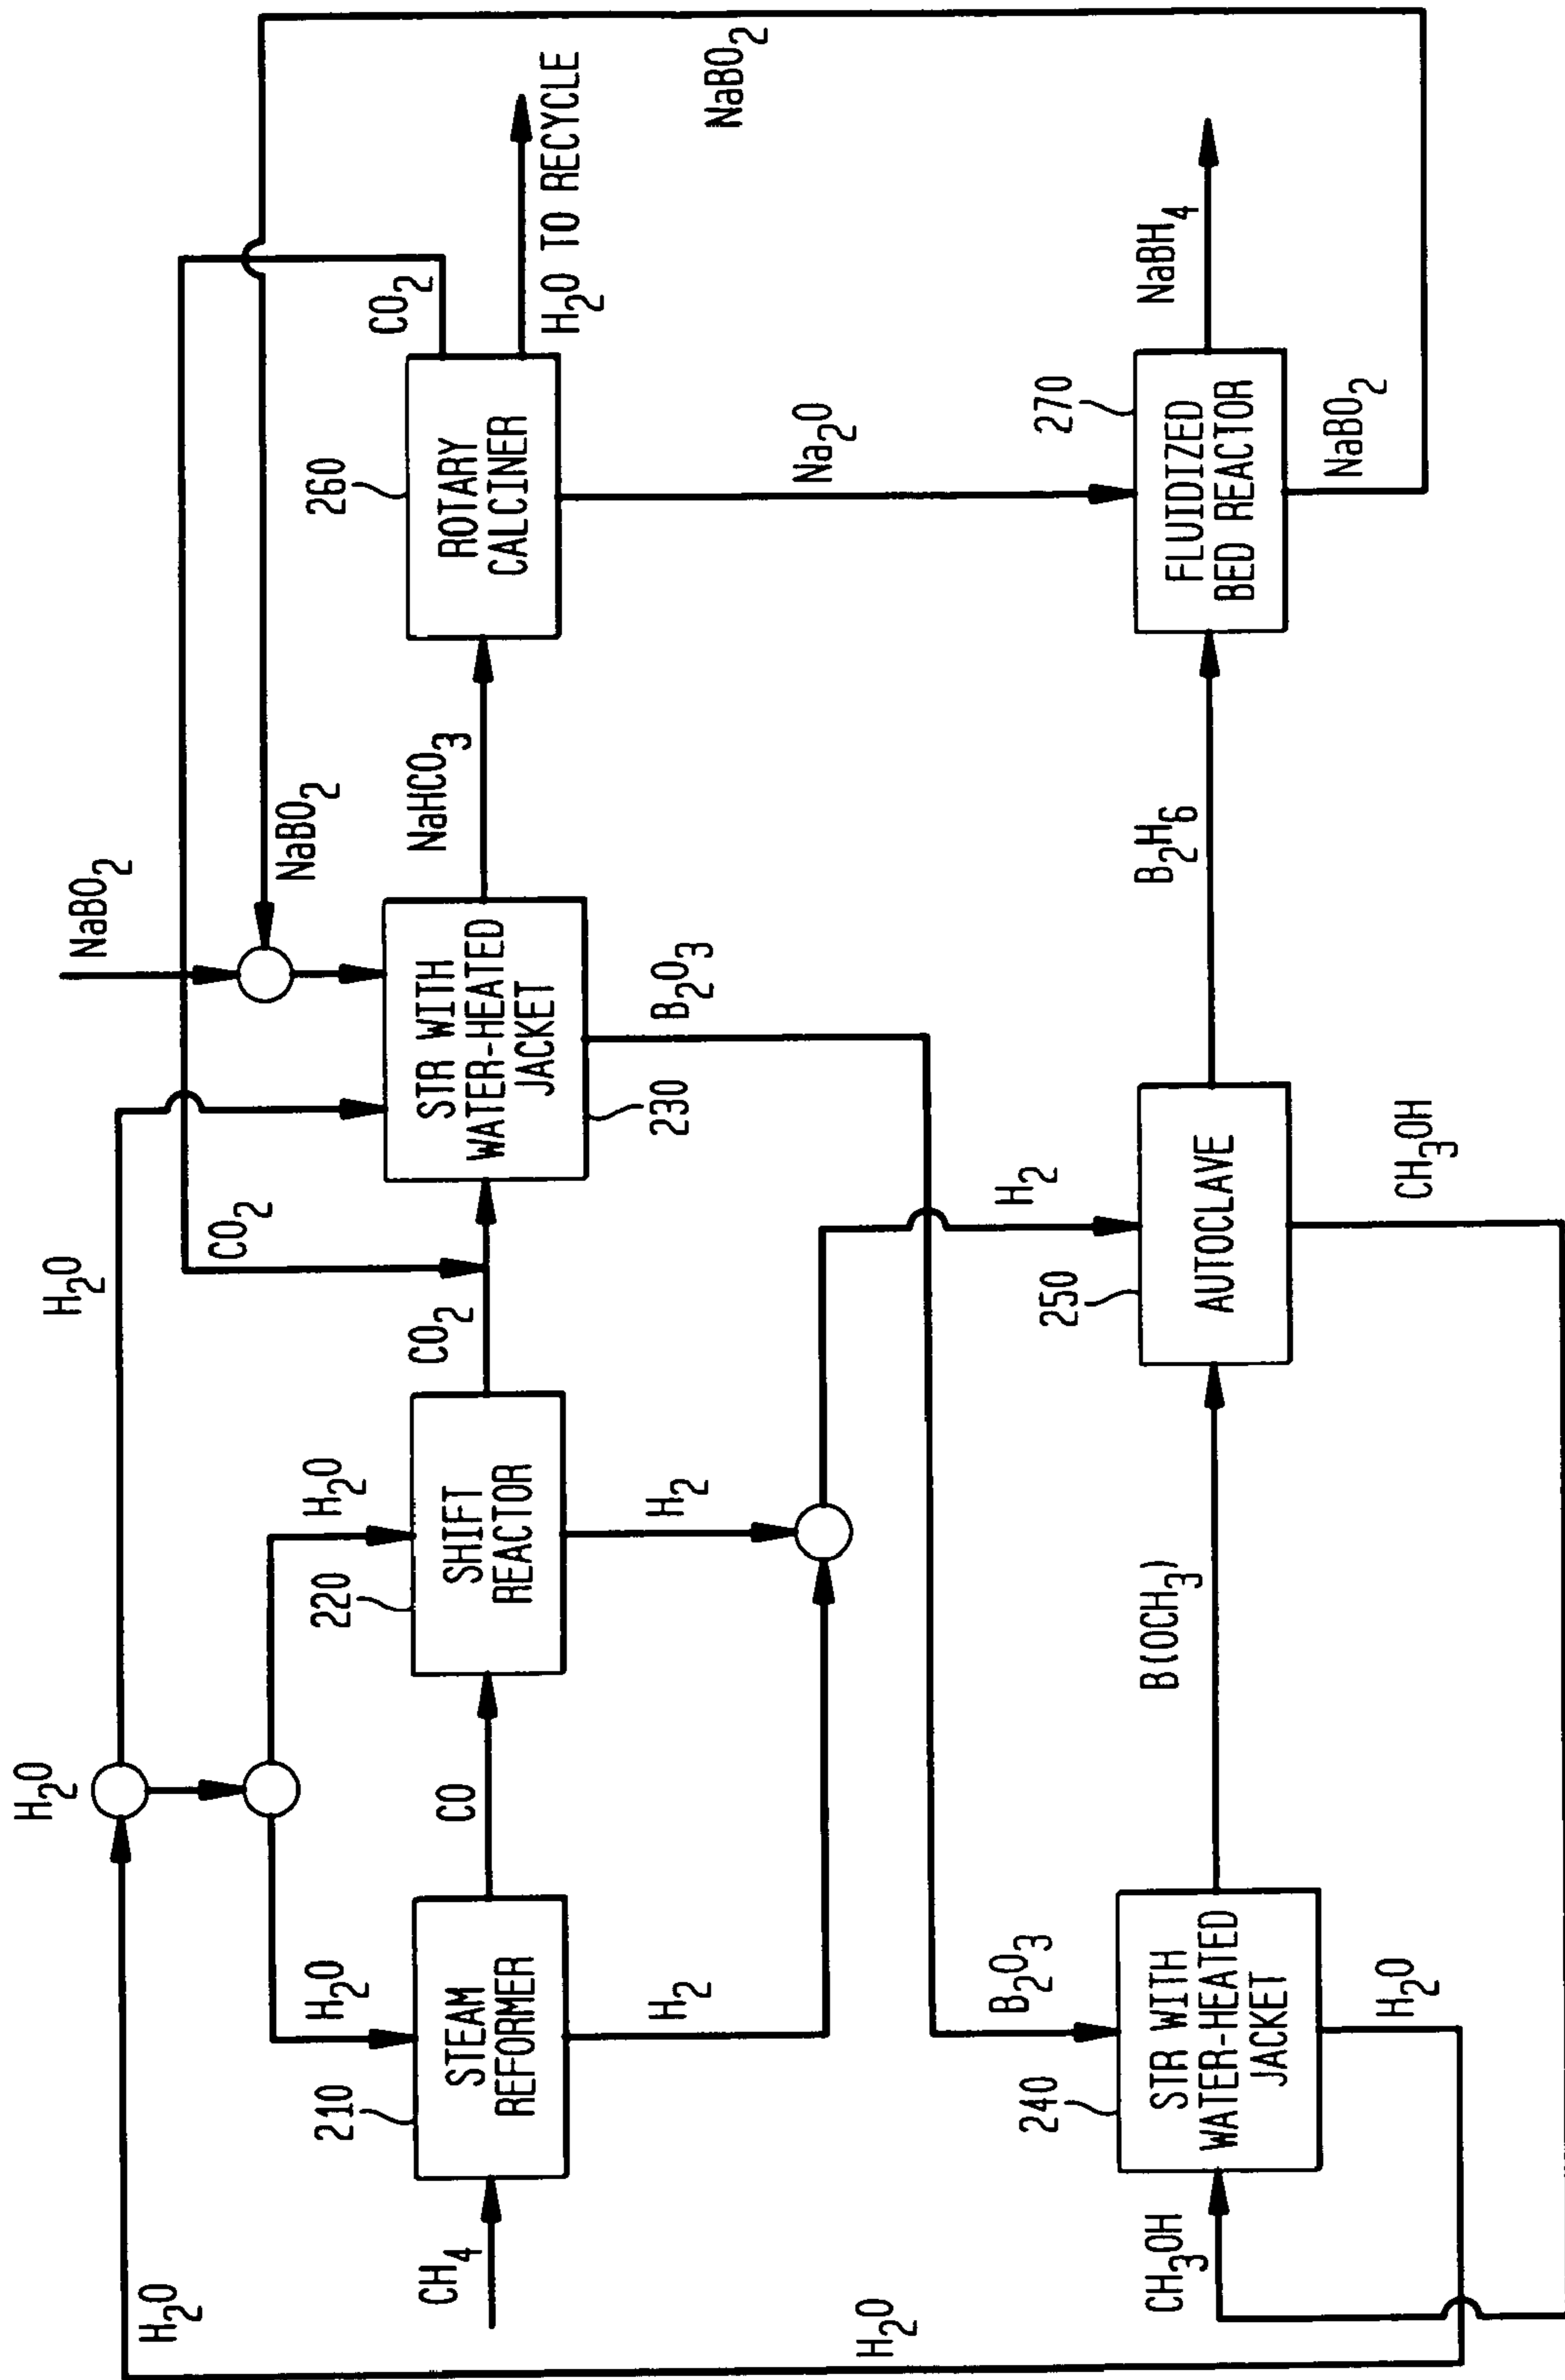 H₂O
H₂O
H₂O
CH₄
210
STEAM
REFORMER
H₂O
H₂
CO
220
SHIFT
REACTOR
H₂O
H₂
CO₂
CO₂
NaBO₂
NaBO₂
STR WITH
WATER-HEATED
JACKET
230
B₂O₃
NaHCO₃
260
ROTARY
CALCINER
CO₂
H₂O TO RECYCLE
NaBO₂
Na₂O
H₂O
CH₃OH
240
STR WITH
WATER-HEATED
JACKET
B₂O₃
H₂O
B(OCH₃)
250
AUTOCLAVE
H₂
CH₃OH
B₂H₆
270
FLUIDIZED
BED REACTOR
NaBH₄
NaBO₂